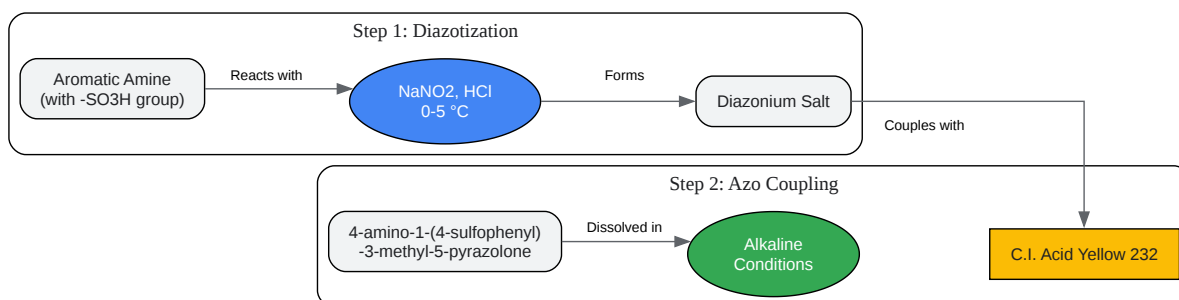 Step 1: Diazotization
Aromatic Amine
(with -SO3H group)
Reacts with
NaNO2, HCl
0-5 °C
Forms
Diazonium Salt
Couples with
Step 2: Azo Coupling
4-amino-1-(4-sulfophenyl)
-3-methyl-5-pyrazolone
Dissolved in
Alkaline
Conditions
C.I. Acid Yellow 232